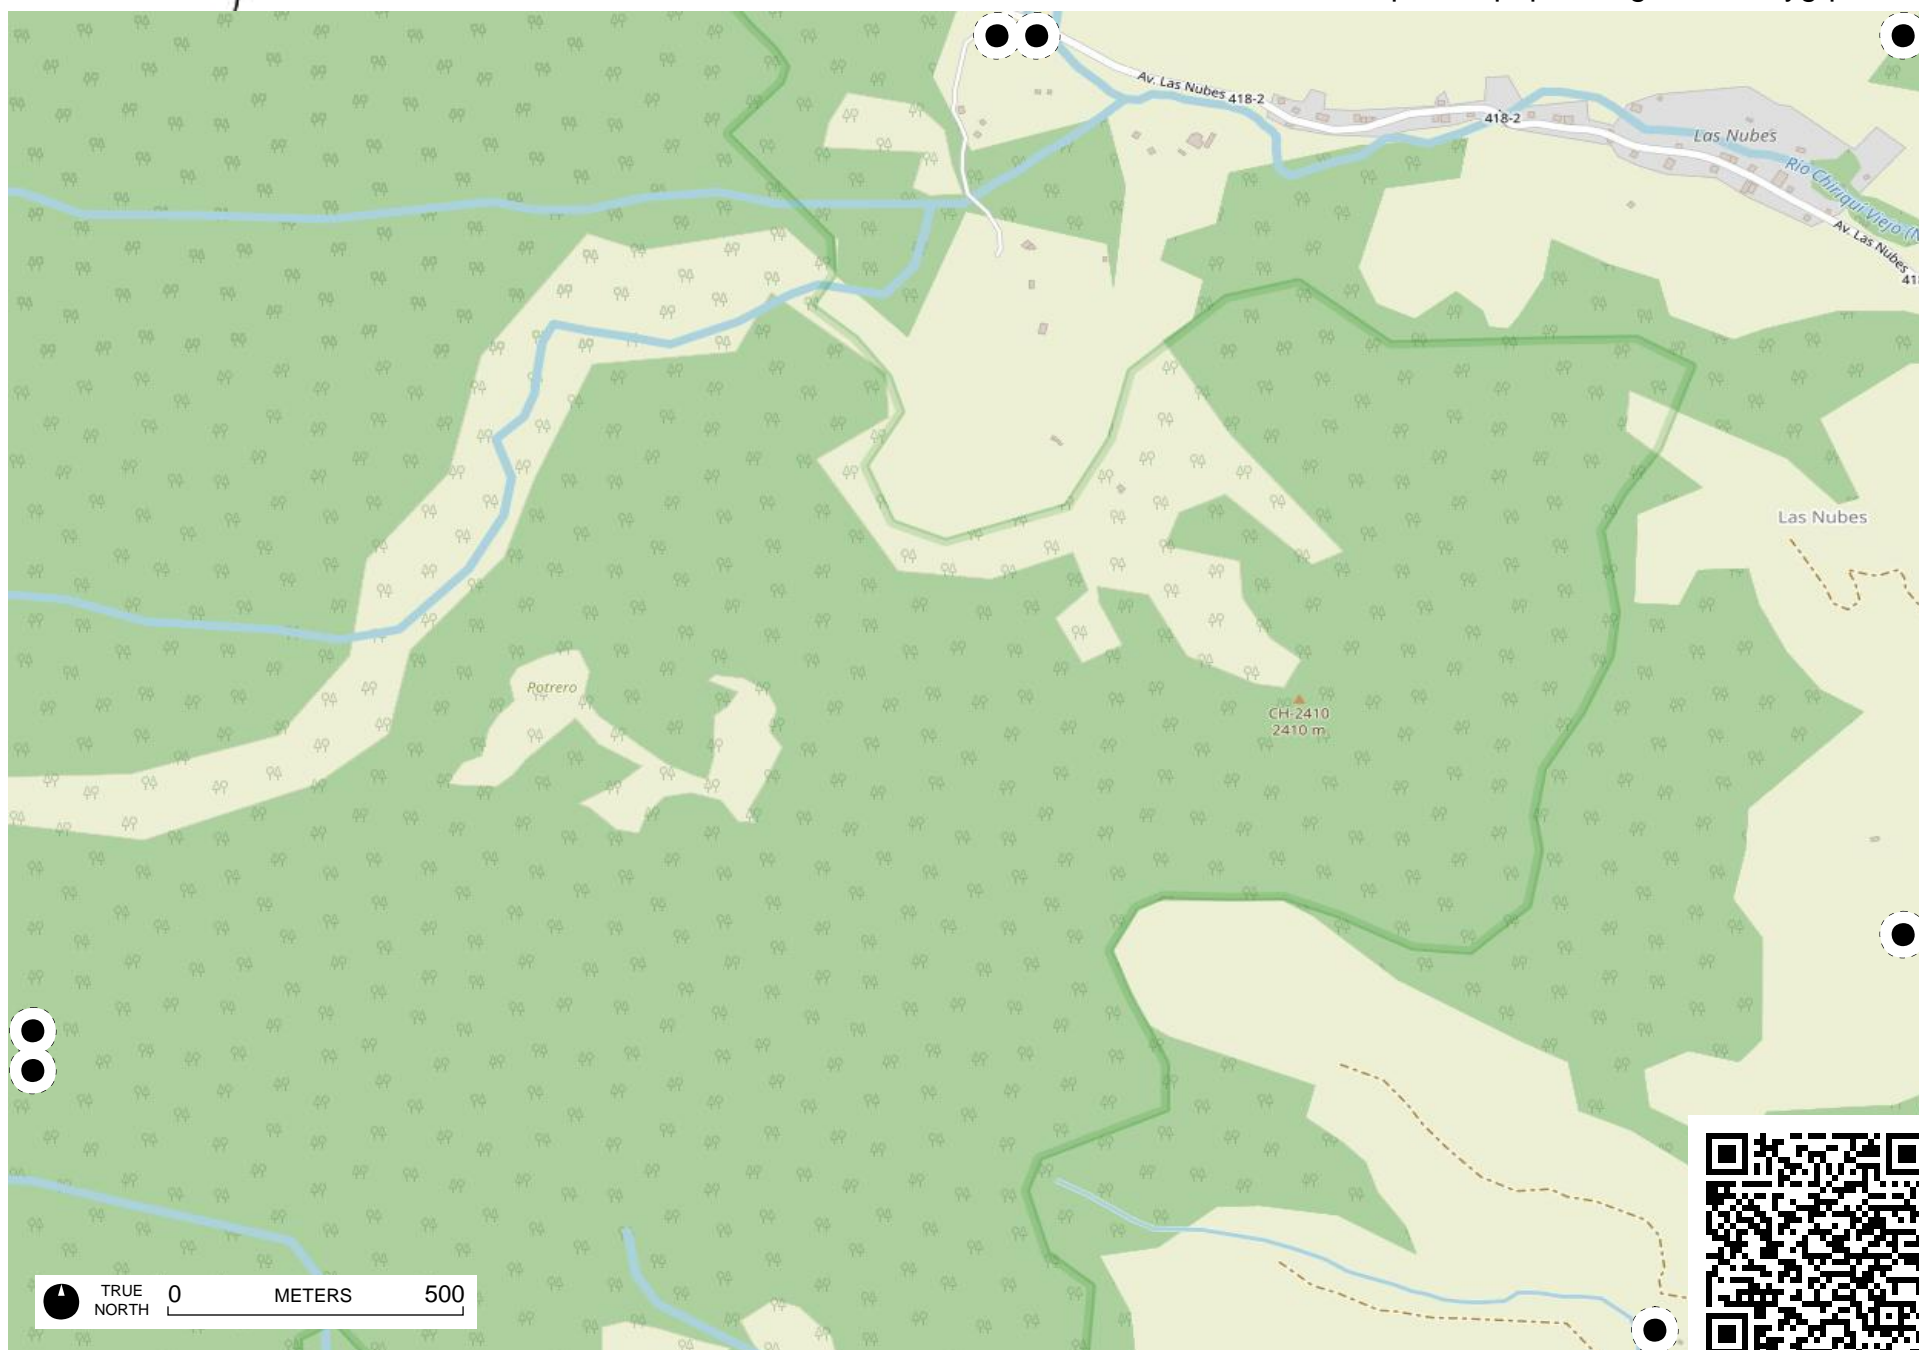 Av. Las Nubes 418-2
418-2
Las Nubes
Río Chiriquí Viejo (N
Av. Las Nubes
418
Las Nubes
Potrero
CH-2410
2410 m
TRUE
NORTH
0 METERS 500